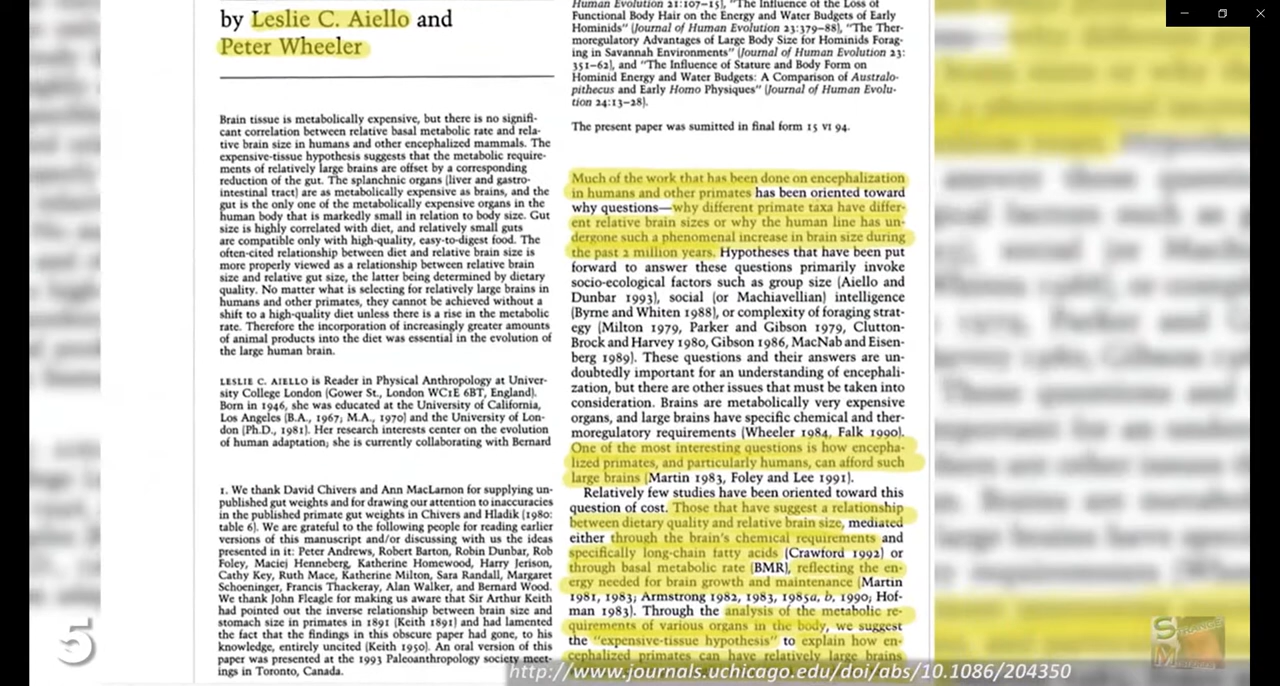 by Leslie C. Aiello and
Peter Wheeler
Brain tissue is metabolically expensive, but there is no signifi-
cant correlation between relative basal metabolic rate and rela-
tive brain size in humans and other encephalized mammals. The
expensive-tissue hypothesis suggests that the metabolic require-
ments of relatively large brains are offset by a corresponding
reduction of the gut. The splanchnic organs (liver and gastro-
intestinal tract) are as metabolically expensive as brains, and the
gut is the only one of the metabolically expensive organs in the
human body that is markedly small in relation to body size. Gut
size is highly correlated with diet, and relatively small guts
are compatible only with high-quality, easy-to-digest food. The
often-cited relationship between diet and relative brain size is
more properly viewed as a relationship between relative brain
size and relative gut size, the latter being determined by dietary
quality. No matter what is selecting for relatively large brains in
humans and other primates, they cannot be achieved without a
shift to a high-quality diet unless there is a rise in the metabolic
rate. Therefore the incorporation of increasingly greater amounts
of animal products into the diet was essential in the evolution of
the large human brain.
LESLIE C. AIELLO is Reader in Physical Anthropology at Univer-
sity College London (Gower St., London WC1E 6BT, England).
Born in 1946, she was educated at the University of California,
Los Angeles (B.A., 1967; M.A., 1970) and the University of Lon-
don (Ph.D., 1981). Her research interests center on the evolution
of human adaptation; she is currently collaborating with Bernard
1. We thank David Chivers and Ann MacLarnon for supplying un-
published gut weights and for drawing our attention to inaccuracies
in the published primate gut weights in Chivers and Hladik (1980:
table 6). We are grateful to the following people for reading earlier
versions of this manuscript and/or discussing with us the ideas
presented in it: Peter Andrews, Robert Barton, Robin Dunbar, Rob
Foley, Maciej Henneberg, Katherine Homewood, Harry Jerison,
Cathy Key, Ruth Mace, Katherine Milton, Sara Randall, Margaret
Schoeninger, Francis Thackeray, Alan Walker, and Bernard Wood.
We thank John Fleagle for making us aware that Sir Arthur Keith
had pointed out the inverse relationship between brain size and
stomach size in primates in 1891 (Keith 1891) and had lamented
the fact that the findings in this obscure paper had gone, to his
knowledge, entirely uncited (Keith 1950). An oral version of this
paper was presented at the 1993 Paleoanthropology society meet-
ings in Toronto, Canada.
Human Evolution 21:107–15), "The Influence of the Loss of
Functional Body Hair on the Energy and Water Budgets of Early
Hominids" (Journal of Human Evolution 23:379–88), "The Ther-
moregulatory Advantages of Large Body Size for Hominids Forag-
ing in Savannah Environments" (Journal of Human Evolution 23:
351–62), and "The Influence of Stature and Body Form on
Hominid Energy and Water Budgets: A Comparison of Australo-
pithecus and Early Homo Physiques" (Journal of Human Evolu-
tion 24:13–28).
The present paper was sumitted in final form 15 VI 94.
Much of the work that has been done on encephalization
in humans and other primates has been oriented toward
why questions—why different primate taxa have differ-
ent relative brain sizes or why the human line has un-
dergone such a phenomenal increase in brain size during
the past 2 million years. Hypotheses that have been put
forward to answer these questions primarily invoke
socio-ecological factors such as group size (Aiello and
Dunbar 1993), social (or Machiavellian) intelligence
(Byrne and Whiten 1988), or complexity of foraging strat-
egy (Milton 1979, Parker and Gibson 1979, Clutton-
Brock and Harvey 1980, Gibson 1986, MacNab and Eisen-
berg 1989). These questions and their answers are un-
doubtedly important for an understanding of encephali-
zation, but there are other issues that must be taken into
consideration. Brains are metabolically very expensive
organs, and large brains have specific chemical and ther-
moregulatory requirements (Wheeler 1984, Falk 1990).
One of the most interesting questions is how encepha-
lized primates, and particularly humans, can afford such
large brains (Martin 1983, Foley and Lee 1991).
Relatively few studies have been oriented toward this
question of cost. Those that have suggest a relationship
between dietary quality and relative brain size, mediated
either through the brain's chemical requirements and
specifically long-chain fatty acids (Crawford 1992) or
through basal metabolic rate (BMR), reflecting the en-
ergy needed for brain growth and maintenance (Martin
1981, 1983; Armstrong 1982, 1983, 1985a, b, 1990; Hof-
man 1983). Through the analysis of the metabolic re-
quirements of various organs in the body, we suggest
the "expensive-tissue hypothesis" to explain how en-
cephalized primates can have relatively large brains
5
http://www.journals.uchicago.edu/doi/abs/10.1086/204350